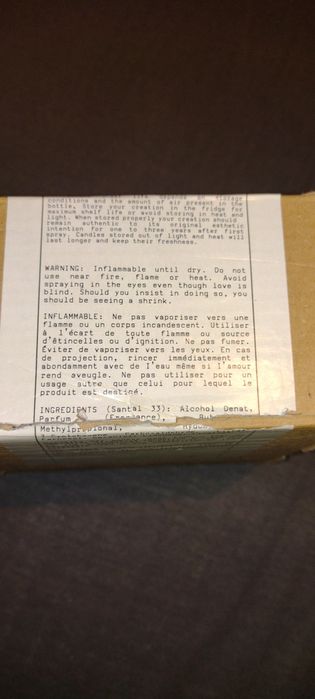 conditions and the amount of air present in the
bottle. Store your creation in the fridge for
maximum shelf life or avoid storing in heat and
light. When stored properly your creation should
remain authentic to its original esthetic
intention for one to three years after first
spray. Candles stored out of light and heat will
last longer and keep their freshness.
WARNING: Inflammable until dry. Do not
use near fire, flame or heat. Avoid
spraying in the eyes even though love is
blind. Should you insist in doing so, you
should be seeing a shrink.
INFLAMMABLE: Ne pas vaporiser vers une
flamme ou un corps incandescent. Utiliser
à l'écart de toute flamme ou source
d'étincelles ou d'ignition. Ne pas fumer.
Éviter de vaporiser vers les yeux. En cas
de projection, rincer immédiatement et
abondamment avec de l'eau même si l'amour
rend aveugle. Ne pas utiliser pour un
usage autre que celui pour lequel le
produit est destiné.
INGREDIENTS (Santal 33): Alcohol Denat,
Parfum (Fragrance),
Methylpropional,